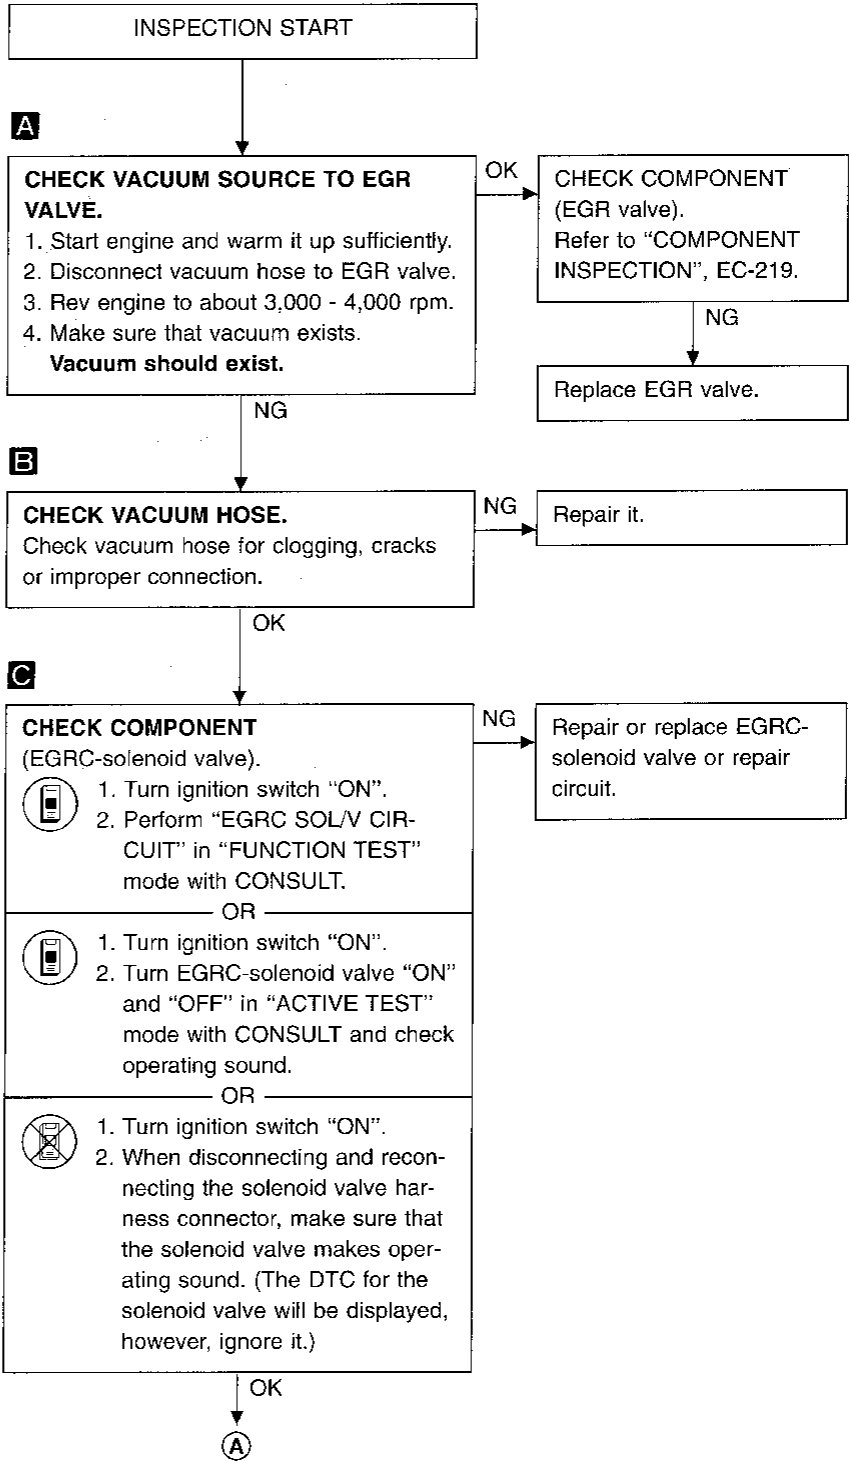 INSPECTION START
A
CHECK VACUUM SOURCE TO EGR
VALVE.
1. Start engine and warm it up sufficiently.
2. Disconnect vacuum hose to EGR valve.
3. Rev engine to about 3,000 - 4,000 rpm.
4. Make sure that vacuum exists.
Vacuum should exist.
OK
CHECK COMPONENT
(EGR valve).
Refer to “COMPONENT
INSPECTION”, EC-219.
NG
Replace EGR valve.
NG
B
CHECK VACUUM HOSE.
Check vacuum hose for clogging, cracks
or improper connection.
NG
Repair it.
OK
C
CHECK COMPONENT
(EGRC-solenoid valve).
1. Turn ignition switch “ON”.
2. Perform “EGRC SOL/V CIR-
CUIT” in “FUNCTION TEST”
mode with CONSULT.
OR
1. Turn ignition switch “ON”.
2. Turn EGRC-solenoid valve “ON”
and “OFF” in “ACTIVE TEST”
mode with CONSULT and check
operating sound.
OR
1. Turn ignition switch “ON”.
2. When disconnecting and recon-
necting the solenoid valve har-
ness connector, make sure that
the solenoid valve makes oper-
ating sound. (The DTC for the
solenoid valve will be displayed,
however, ignore it.)
NG
Repair or replace EGRC-
solenoid valve or repair
circuit.
OK
A